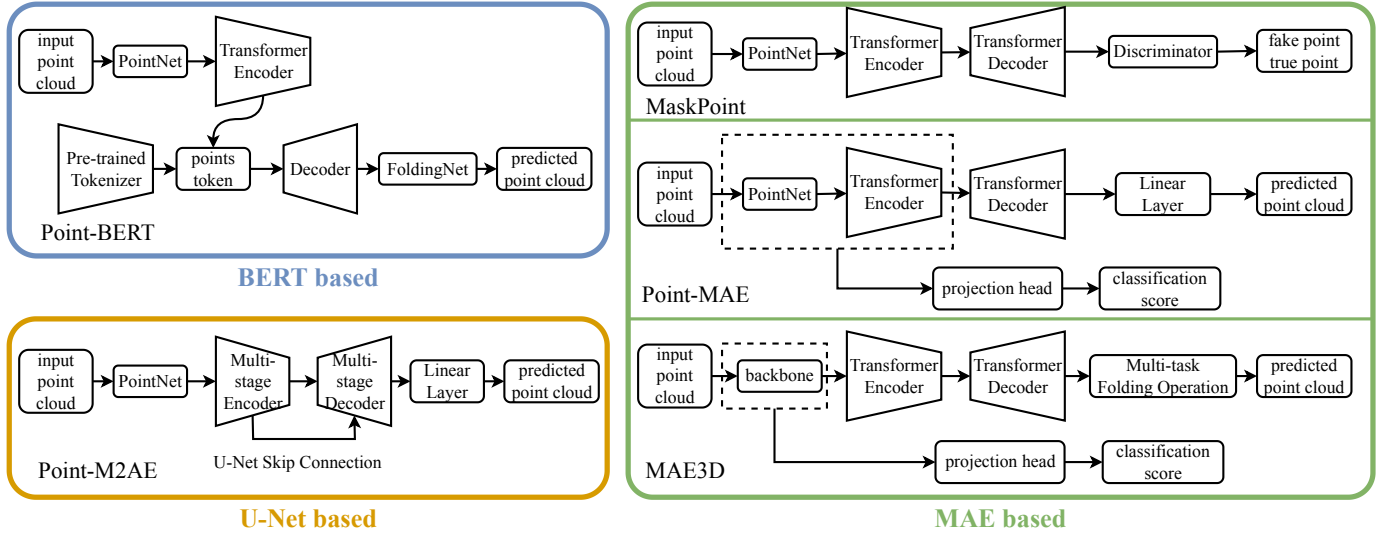 input
point
cloud
PointNet
Transformer
Encoder
Pre-trained
Tokenizer
points
token
Decoder
FoldingNet
predicted
point cloud
Point-BERT
BERT based
input
point
cloud
PointNet
Multi-
stage
Encoder
Multi-
stage
Decoder
Linear
Layer
predicted
point cloud
U-Net Skip Connection
Point-M2AE
U-Net based
input
point
cloud
PointNet
Transformer
Encoder
Transformer
Decoder
Discriminator
fake point
true point
MaskPoint
input
point
cloud
PointNet
Transformer
Encoder
Transformer
Decoder
Linear
Layer
predicted
point cloud
projection head
classification
score
Point-MAE
input
point
cloud
backbone
Transformer
Encoder
Transformer
Decoder
Multi-task
Folding Operation
predicted
point cloud
projection head
classification
score
MAE3D
MAE based